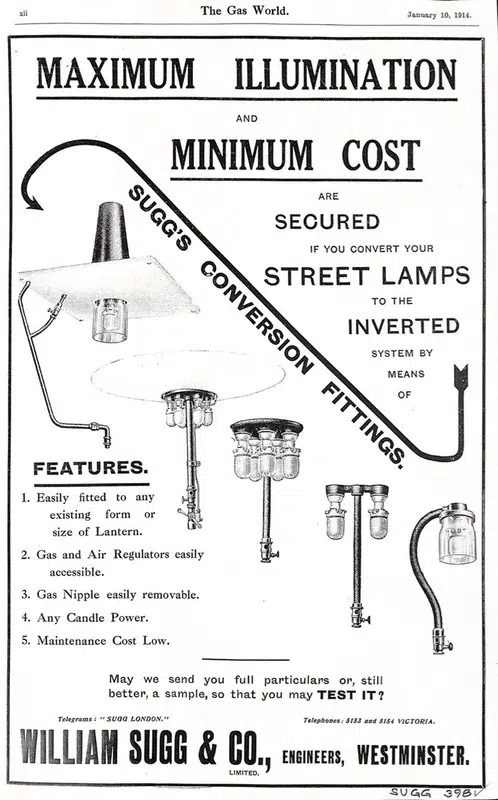 xii
The Gas World.
January 10, 1914.
MAXIMUM ILLUMINATION
AND
MINIMUM COST
ARE
SECURED
IF YOU CONVERT YOUR
STREET LAMPS
TO THE
INVERTED
SYSTEM BY
MEANS
OF
SUGG'S CONVERSION FITTINGS.
FEATURES.
1. Easily fitted to any
existing form or
size of Lantern.
2. Gas and Air Regulators easily
accessible.
3. Gas Nipple easily removable.
4. Any Candle Power.
5. Maintenance Cost Low.
May we send you full particulars or, still
better, a sample, so that you may TEST IT?
Telegrams: "SUGG LONDON."
Telephones: 5153 and 5154 VICTORIA.
WILLIAM SUGG & CO., ENGINEERS, WESTMINSTER.
LIMITED.
SUGG 39BV